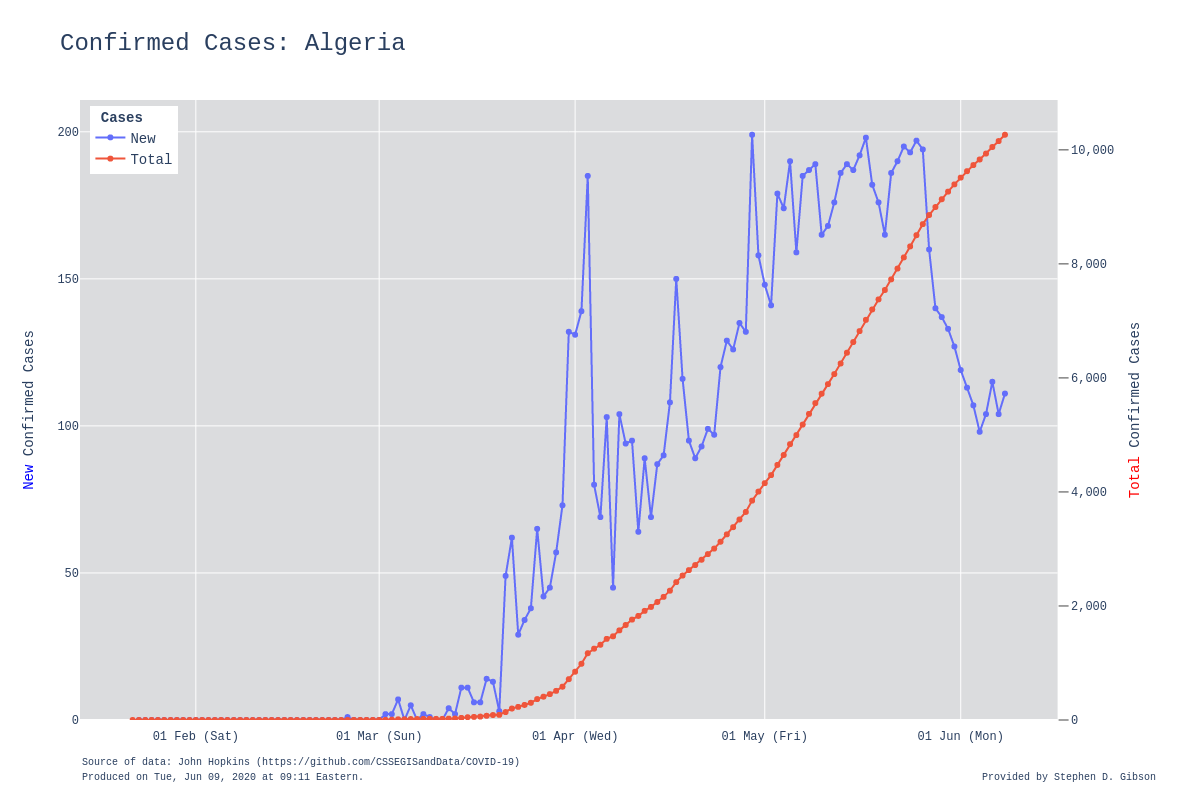 Confirmed Cases: Algeria
Cases
New
Total
200
150
100
50
0
10,000
8,000
6,000
4,000
2,000
0
New Confirmed Cases
Total Confirmed Cases
01 Feb (Sat)
01 Mar (Sun)
01 Apr (Wed)
01 May (Fri)
01 Jun (Mon)
Source of data: John Hopkins (https://github.com/CSSEGISandData/COVID-19)
Produced on Tue, Jun 09, 2020 at 09:11 Eastern.
Provided by Stephen D. Gibson